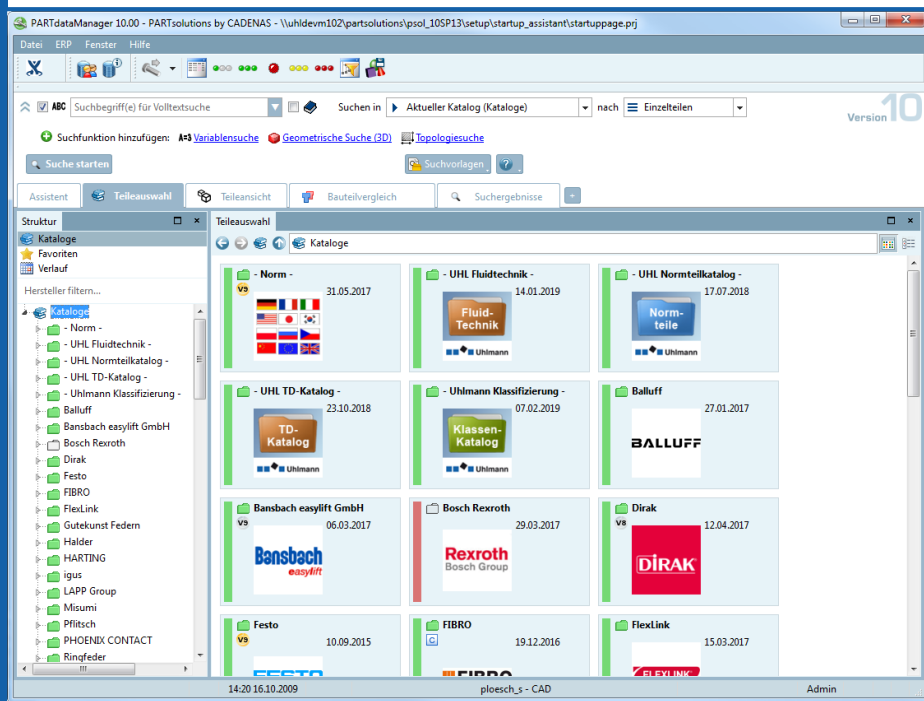 PARTdataManager 10.00 - PARTsolutions by CADENAS - \\uhldevm102\partsolutions\psol_10SP13\setup\startup_assistant\startuppage.prj
Datei ERP Fenster Hilfe
ABC Suchbegriff(e) für Volltextsuche Suchen in Aktueller Katalog (Kataloge) nach Einzelteilen
Version 10
Suchfunktion hinzufügen: A=3 Variablensuche Geometrische Suche (3D) Topologiesuche
Suche starten Suchvorlagen
Assistent Teileauswahl Teileansicht Bauteilvergleich Suchergebnisse
Struktur
Kataloge
Favoriten
Verlauf
Hersteller filtern...
Kataloge
- Norm -
- UHL Fluidtechnik -
- UHL Normteilkatalog -
- UHL TD-Katalog -
- Uhlmann Klassifizierung -
Balluff
Bansbach easylift GmbH
Bosch Rexroth
Dirak
Festo
FIBRO
FlexLink
Gutekunst Federn
Halder
HARTING
igus
LAPP Group
Misumi
Pflitsch
PHOENIX CONTACT
Ringfeder
Teileauswahl
Kataloge
- Norm -
V9
31.05.2017
- UHL Fluidtechnik -
14.01.2019
Fluid-
Technik
Uhlmann
- UHL Normteilkatalog -
17.07.2018
Norm-
teile
Uhlmann
- UHL TD-Katalog -
23.10.2018
TD-
Katalog
Uhlmann
- Uhlmann Klassifizierung -
07.02.2019
Klassen-
Katalog
Uhlmann
Balluff
27.01.2017
BALLUFF
Bansbach easylift GmbH
V9
06.03.2017
Bansbach
easylift
Bosch Rexroth
29.03.2017
Rexroth
Bosch Group
Dirak
V8
12.04.2017
DIRAK
Festo
V9
10.09.2015
FESTO
FIBRO
C
19.12.2016
FIBRO
FlexLink
15.03.2017
FLEXLINK
14:20 16.10.2009 ploesch_s - CAD Admin